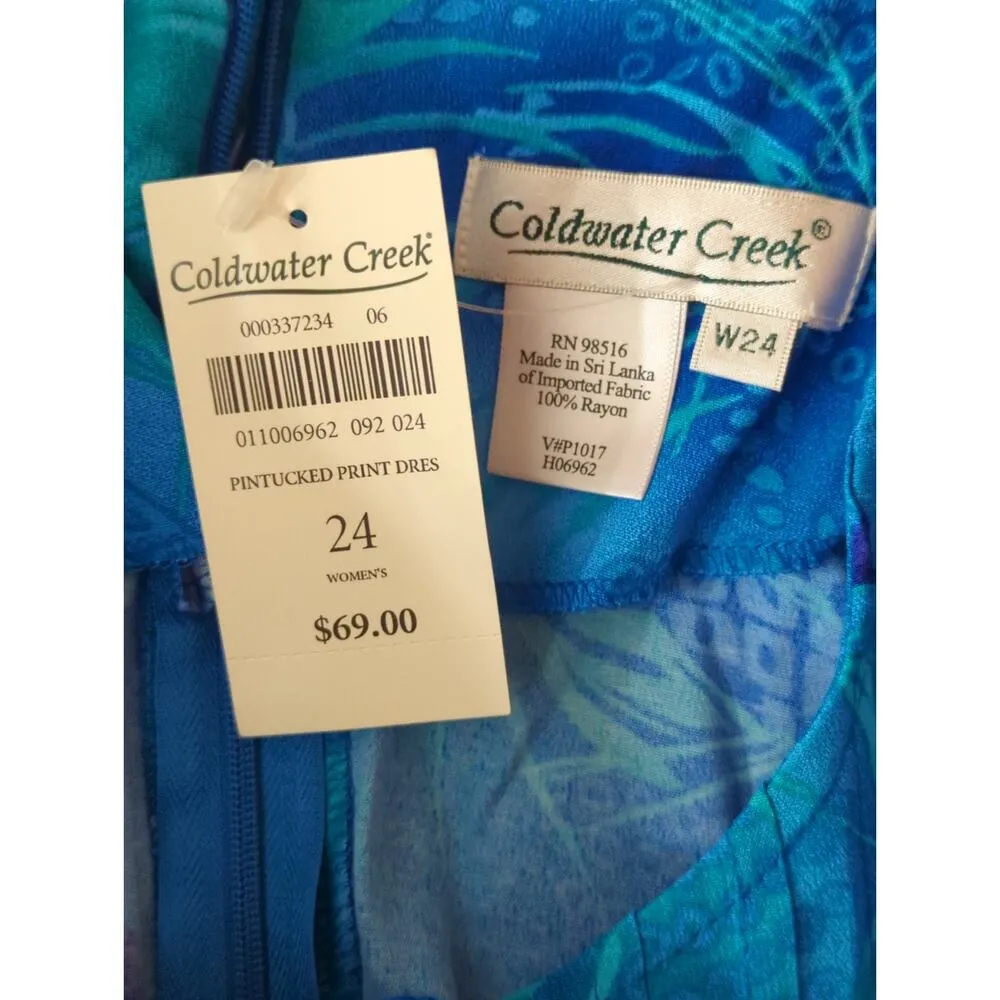 Coldwater Creek®
000337234 06
011006962 092 024
PINTUCKED PRINT DRES
24
WOMEN'S
$69.00
Coldwater Creek®
W24
RN 98516
Made in Sri Lanka
of Imported Fabric
100% Rayon
V#P1017
H06962